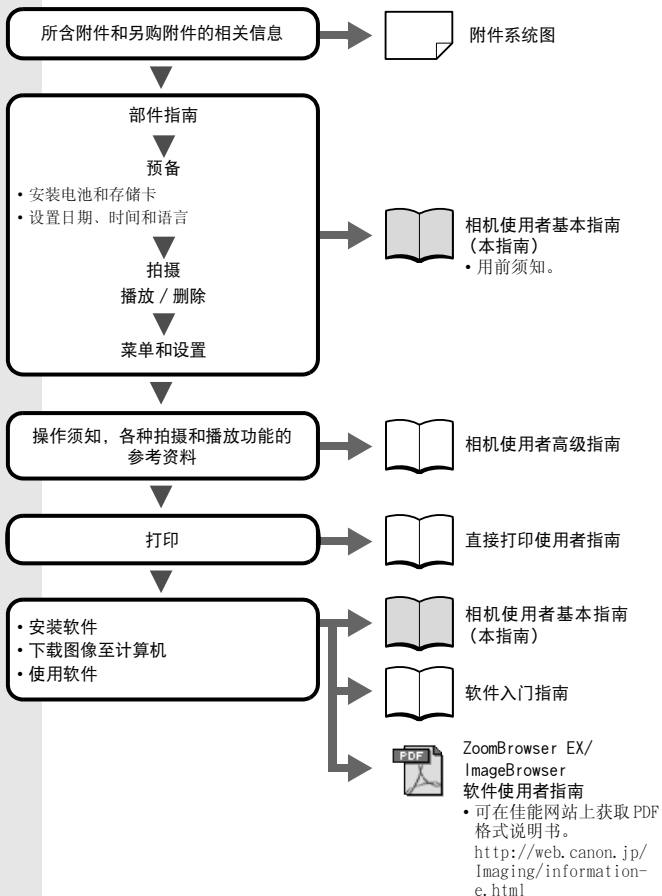 所含附件和另购附件的相关信息
附件系统图
部件指南
预备
• 安装电池和存储卡
• 设置日期、时间和语言
拍摄
播放 / 删除
菜单和设置
相机使用者基本指南
（本指南）
• 用前须知。
操作须知，各种拍摄和播放功能的
参考资料
相机使用者高级指南
打印
直接打印使用者指南
• 安装软件
• 下载图像至计算机
• 使用软件
相机使用者基本指南
（本指南）
软件入门指南
PDF
ZoomBrowser EX/
ImageBrowser
软件使用者指南
• 可在佳能网站上获取 PDF
格式说明书。
http://web.canon.jp/
Imaging/information-
e.html